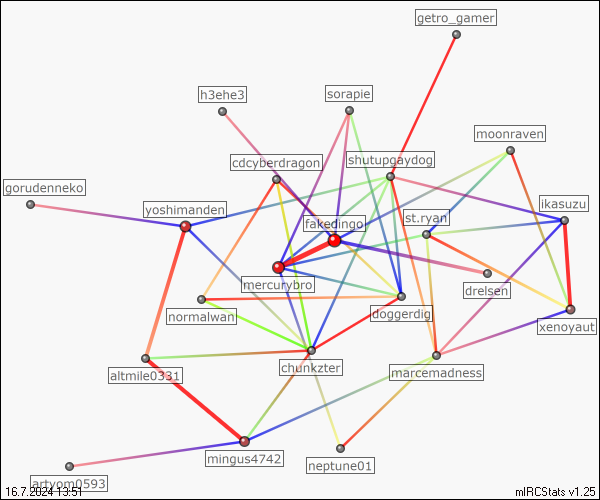 getro_gamer
h3ehe3
sorapie
moonraven
cdcyberdragon
shutupgaydog
gorudenneko
yoshimanden
ikasuzu
fakedingo
st.ryan
mercurybro
drelsen
normalwan
doggerdig
xenoyaut
chunkzter
altmile0331
marcemadness
mingus4742
neptune01
artyom0593
16.7.2024 13:51
mIRCStats v1.25